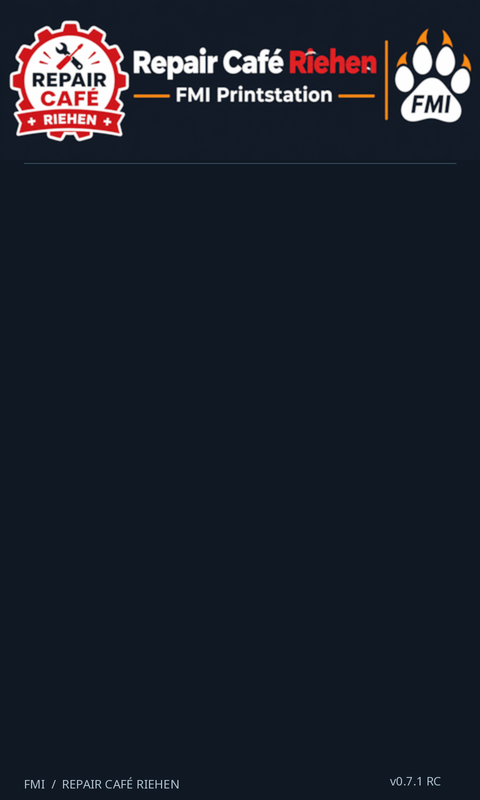 REPAIR
CAFÉ
+ RIEHEN +
Repair Café Riehen
FMI Printstation
FMI
FMI / REPAIR CAFÉ RIEHEN
v0.7.1 RC